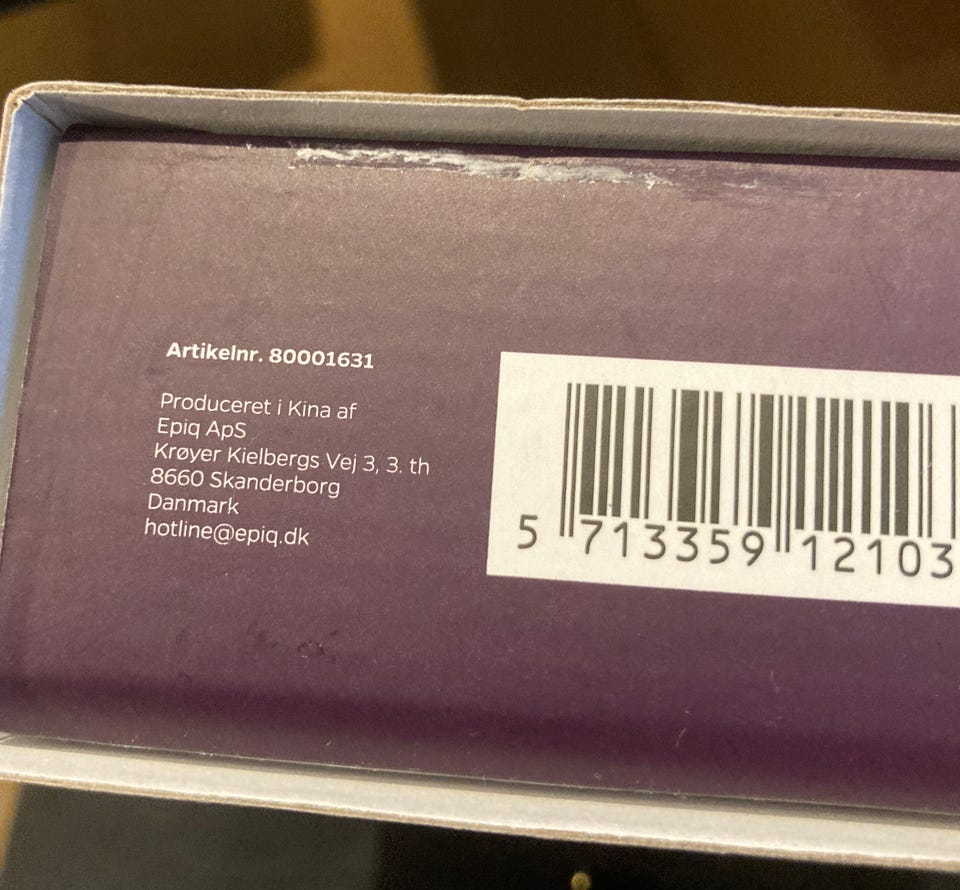 Artikelnr. 80001631
Produceret i Kina af
Epiq ApS
Krøyer Kielbergs Vej 3, 3. th
8660 Skanderborg
Danmark
hotline@epiq.dk
5 713359 12103